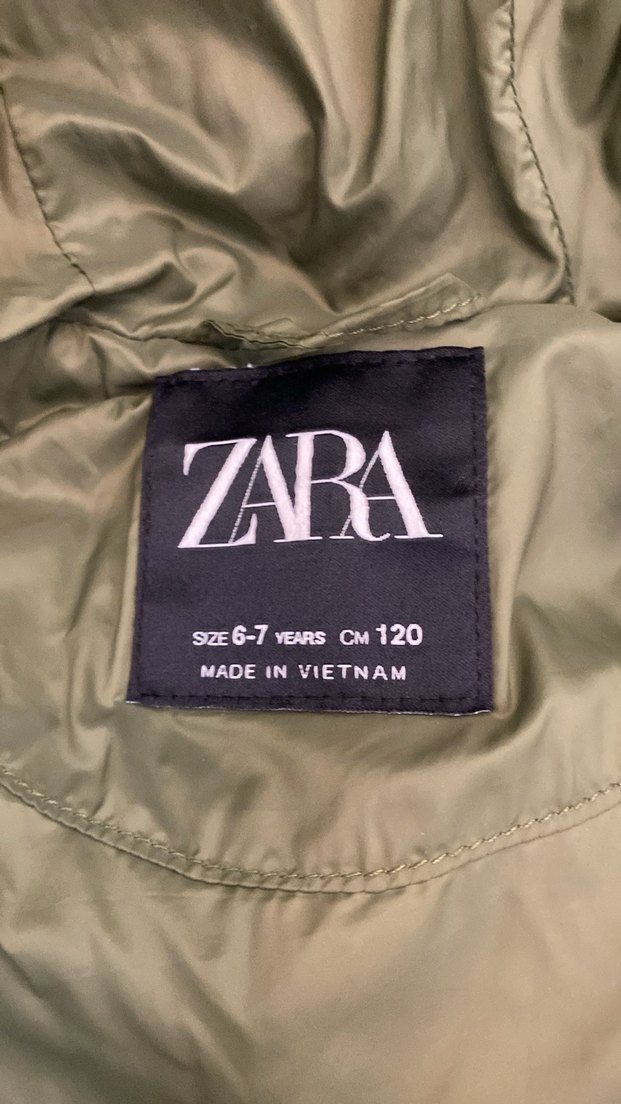 ZARA
SIZE 6-7 YEARS CM 120
MADE IN VIETNAM